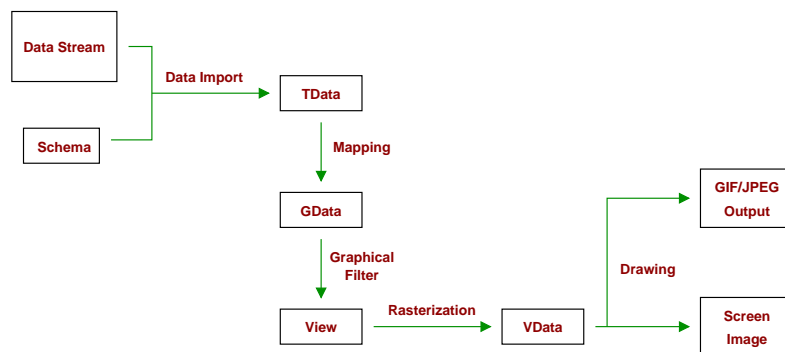 Data Stream
Data Import
TData
Schema
Mapping
GData
GIF/JPEG
Output
Graphical
Filter
Drawing
View
Rasterization
VData
Screen
Image